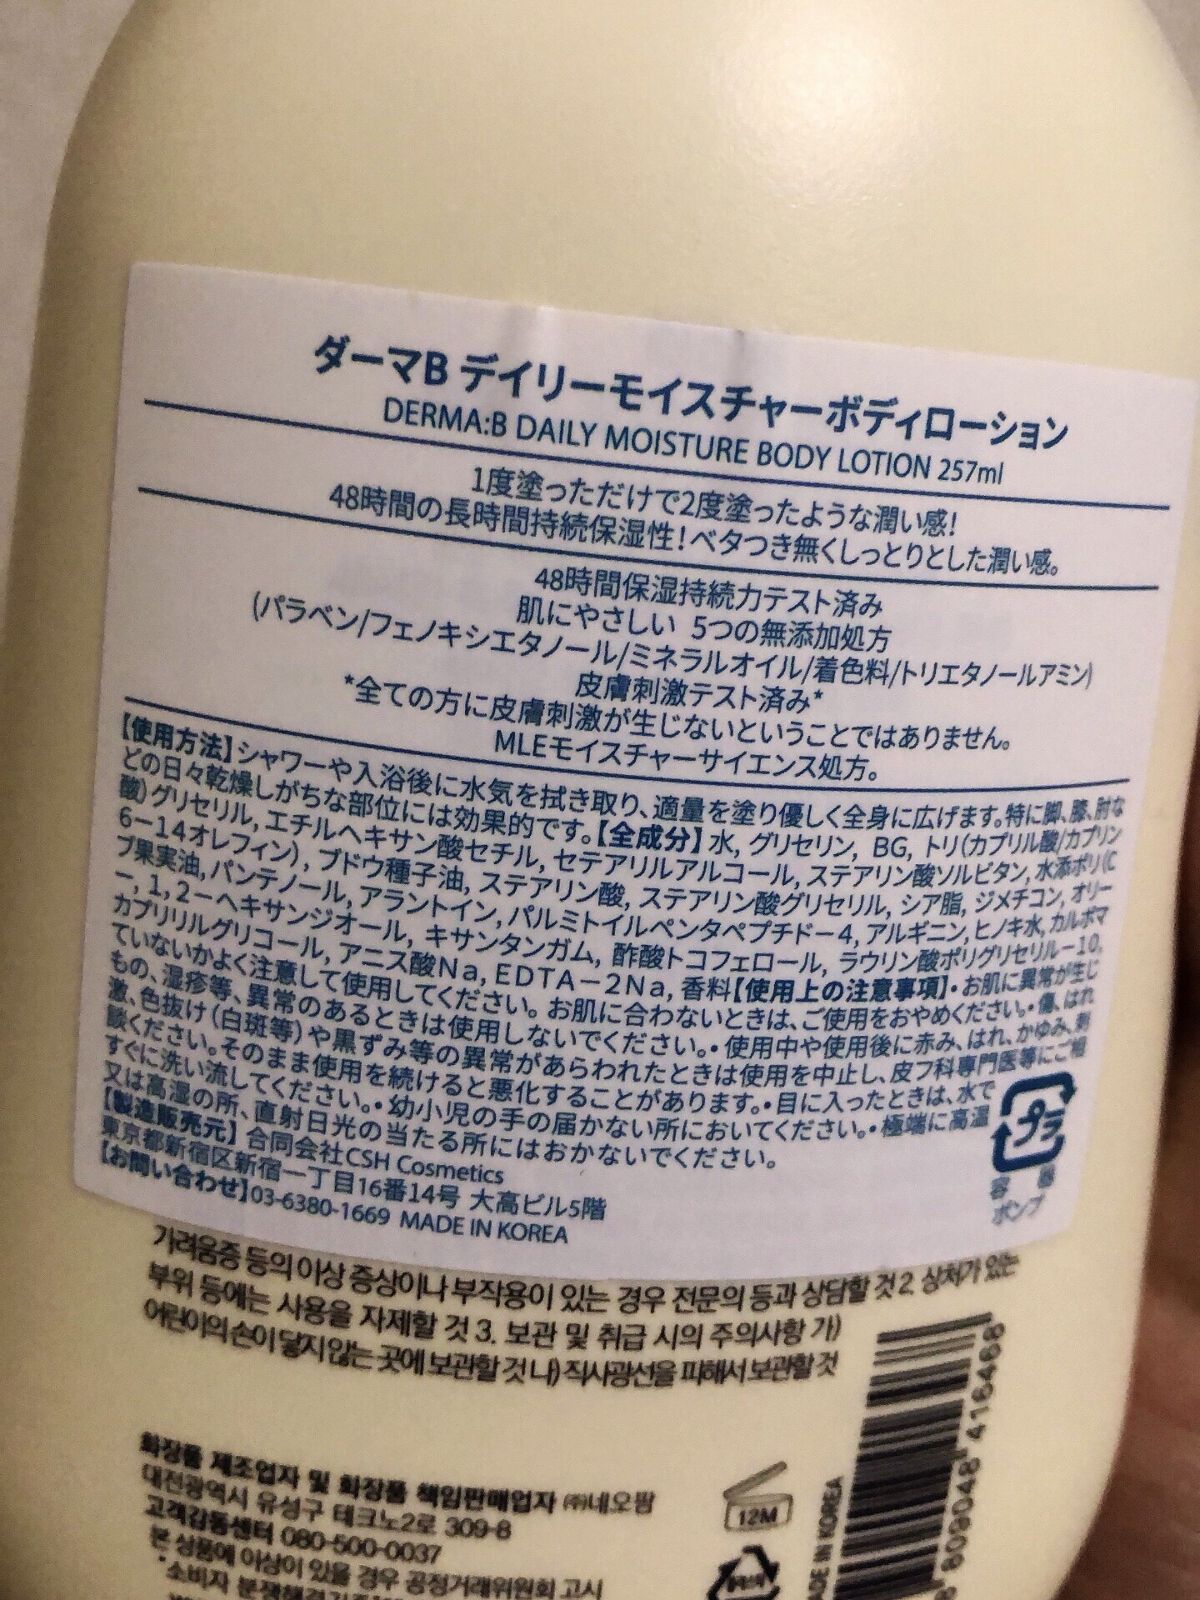 ダーマB デイリーモイスチャーボディローション
DERMA:B DAILY MOISTURE BODY LOTION 257ml
1度塗っただけで2度塗ったような潤い感!
48時間の長時間持続保湿性!ベタつき無くしっとりとした潤い感。
48時間保湿持続力テスト済み
肌にやさしい 5つの無添加処方
(パラベン/フェノキシエタノール/ミネラルオイル/着色料/トリエタノールアミン)
皮膚刺激テスト済み*
*全ての方に皮膚刺激が生じないということではありません。
MLEモイスチャーサイエンス処方。
【使用方法】シャワーや入浴後に水気を拭き取り、適量を塗り優しく全身に広げます。特に脚、膝、肘な
どの日々乾燥しがちな部位には効果的です。【全成分】水, グリセリン, BG, トリ(カプリル酸/カプリン
酸)グリセリル, エチルヘキサン酸セチル, セテアリルアルコール, ステアリン酸ソルビタン, 水添ポリ(C
6-14オレフィン), ブドウ種子油, ステアリン酸, ステアリン酸グリセリル, シア脂, ジメチコン, オリー
ブ果実油, パンテノール, アラントイン, パルミトイルペンタペプチド-4, アルギニン, ヒノキ水, カルボマ
ー, 1, 2-ヘキサンジオール, キサンタンガム, 酢酸トコフェロール, ラウリン酸ポリグリセリル-10,
カプリリルグリコール, アニス酸Na, EDTA-2Na, 香料【使用上の注意事項】・お肌に異常が生じ
ていないかよく注意して使用してください。お肌に合わないときは、ご使用をおやめください。・傷、はれ
もの、湿疹等、異常のあるときは使用しないでください。・使用中や使用後に赤み、はれ、かゆみ、刺
激、色抜け(白斑等)や黒ずみ等の異常があらわれたときは使用を中止し、皮フ科専門医等にご相
談ください。そのまま使用を続けると悪化することがあります。・目に入ったときは、水で
すぐに洗い流してください。・幼小児の手の届かない所においてください。・極端に高温
又は高湿の所、直射日光の当たる所にはおかないでください。
【製造販売元】合同会社CSH Cosmetics
東京都新宿区新宿一丁目16番14号 大高ビル5階
【お問い合わせ】03-6380-1669 MADE IN KOREA
プラ
容器
ポンプ
가려움증 등의 이상 증상이나 부작용이 있는 경우 전문의 등과 상담할 것 2. 상처가 있는
부위 등에는 사용을 자제할 것 3. 보관 및 취급 시의 주의사항 가)
어린이의 손이 닿지 않는 곳에 보관할 것 나) 직사광선을 피해서 보관할 것
화장품 제조업자 및 화장품 책임판매업자 ㈜네오팜
대전광역시 유성구 테크노2로 309-8
고객감동센터 080-500-0037
본 상품에 이상이 있을 경우 공정거래위원회 고시
12M
MADE IN KOREA
8 809048 416468